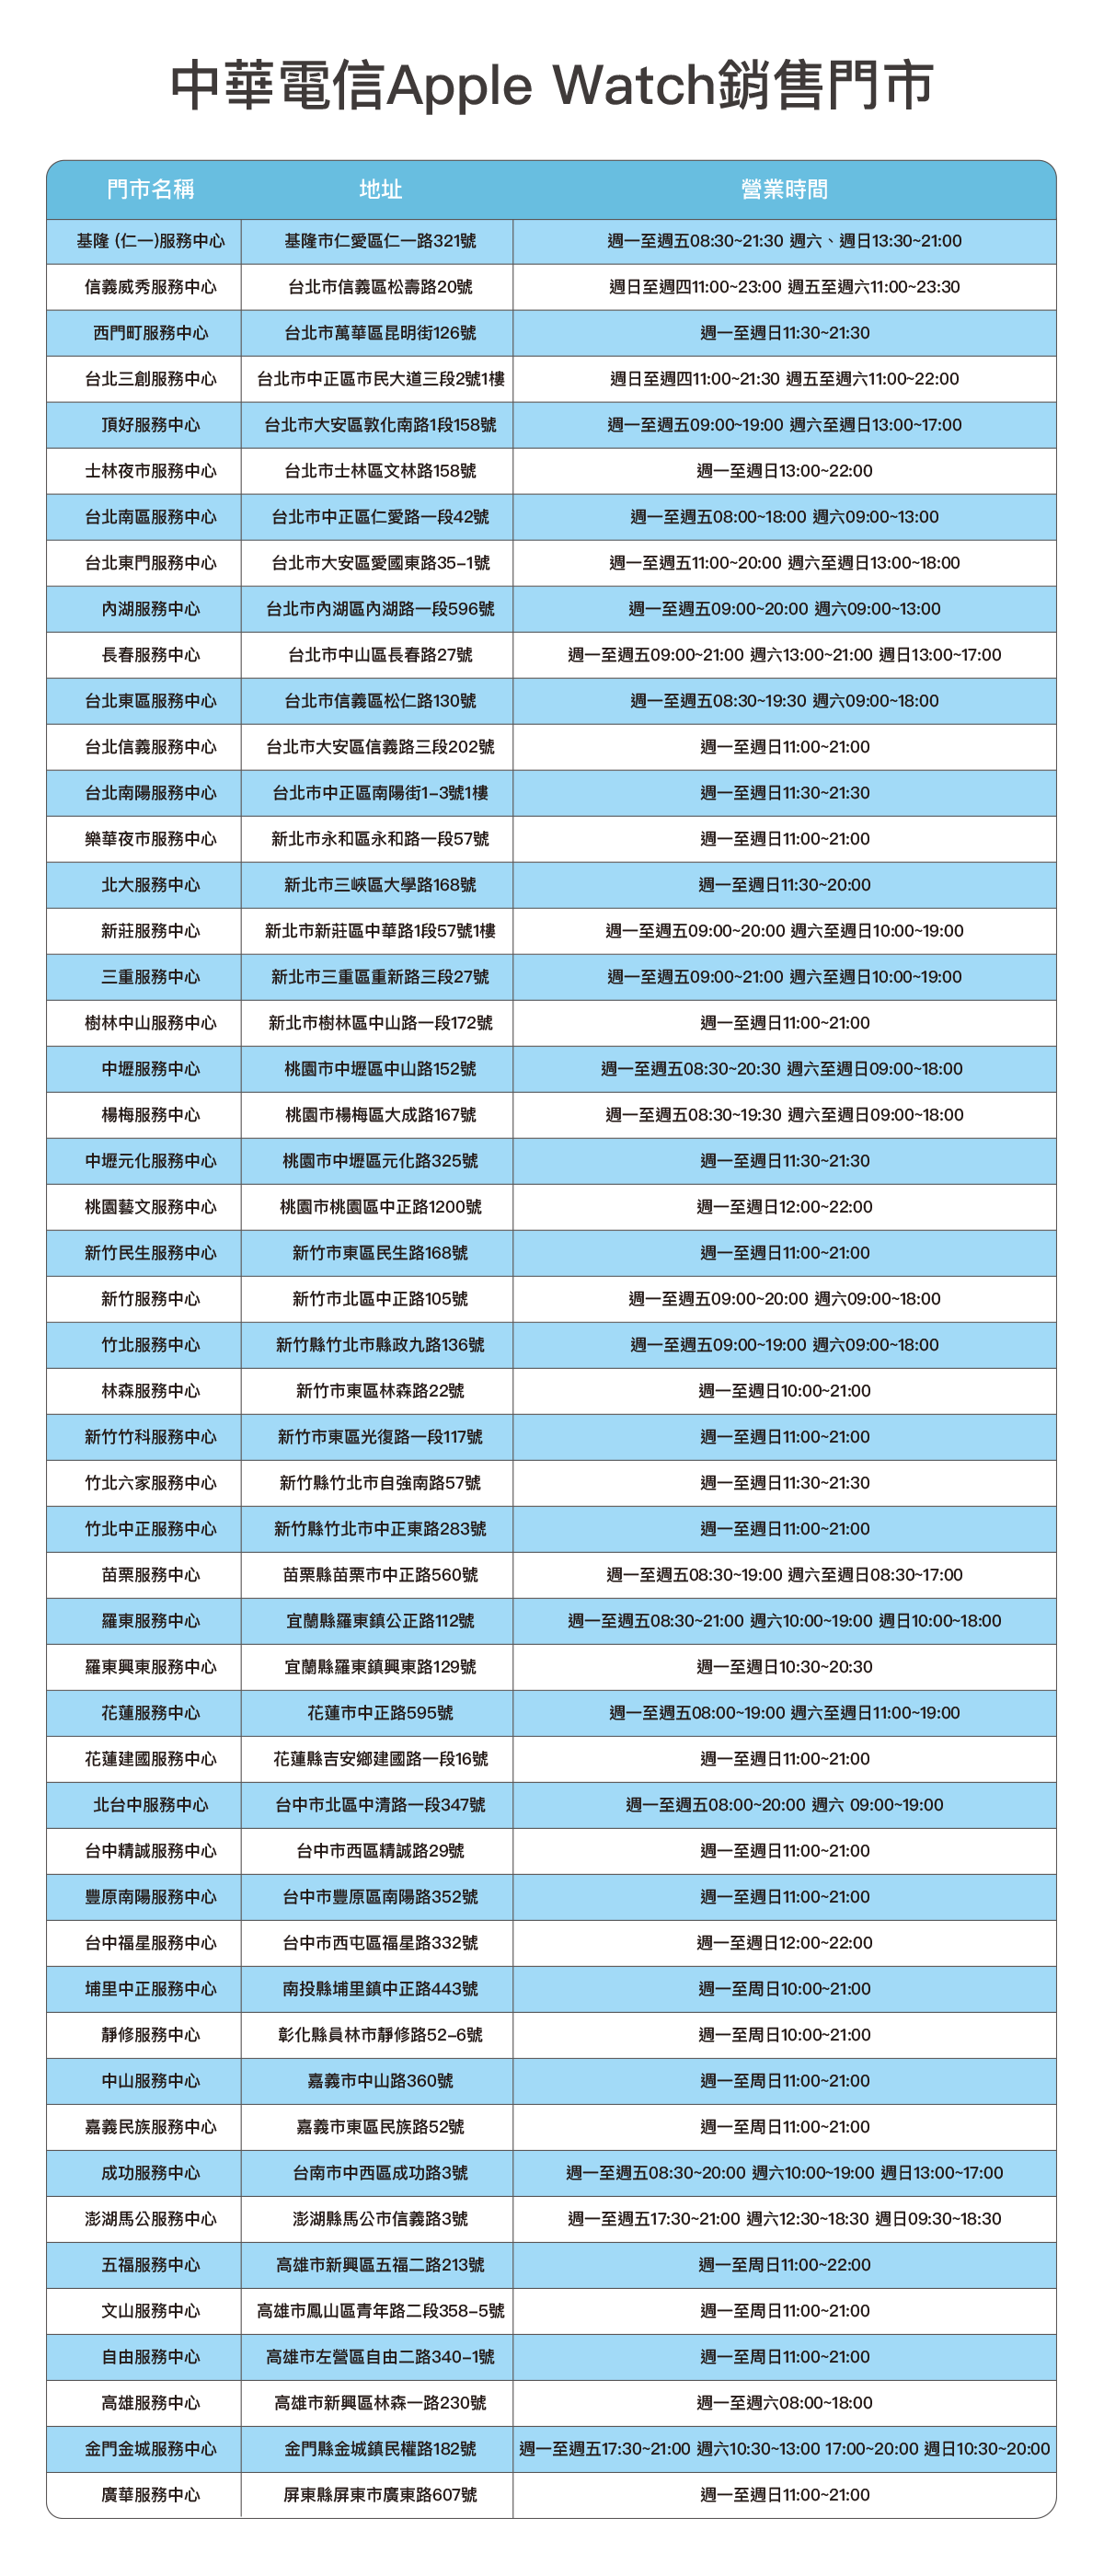 中華電信Apple Watch銷售門市
門市名稱 地址 營業時間
基隆 (仁一)服務中心 基隆市仁愛區仁一路321號 週一至週五08:30~21:30 週六、週日13:30~21:00
信義威秀服務中心 台北市信義區松壽路20號 週日至週四11:00~23:00 週五至週六11:00~23:30
西門町服務中心 台北市萬華區昆明街126號 週一至週日11:30~21:30
台北三創服務中心 台北市中正區市民大道三段2號1樓 週日至週四11:00~21:30 週五至週六11:00~22:00
頂好服務中心 台北市大安區敦化南路1段158號 週一至週五09:00~19:00 週六至週日13:00~17:00
士林夜市服務中心 台北市士林區文林路158號 週一至週日13:00~22:00
台北南區服務中心 台北市中正區仁愛路一段42號 週一至週五08:00~18:00 週六09:00~13:00
台北東門服務中心 台北市大安區愛國東路35-1號 週一至週五11:00~20:00 週六至週日13:00~18:00
內湖服務中心 台北市內湖區內湖路一段596號 週一至週五09:00~20:00 週六09:00~13:00
長春服務中心 台北市中山區長春路27號 週一至週五09:00~21:00 週六13:00~21:00 週日13:00~17:00
台北東區服務中心 台北市信義區松仁路130號 週一至週五08:30~19:30 週六09:00~18:00
台北信義服務中心 台北市大安區信義路三段202號 週一至週日11:00~21:00
台北南陽服務中心 台北市中正區南陽街1-3號1樓 週一至週日11:30~21:30
樂華夜市服務中心 新北市永和區永和路一段57號 週一至週日11:00~21:00
北大服務中心 新北市三峽區大學路168號 週一至週日11:30~20:00
新莊服務中心 新北市新莊區中華路1段57號1樓 週一至週五09:00~20:00 週六至週日10:00~19:00
三重服務中心 新北市三重區重新路三段27號 週一至週五09:00~21:00 週六至週日10:00~19:00
樹林中山服務中心 新北市樹林區中山路一段172號 週一至週日11:00~21:00
中壢服務中心 桃園市中壢區中山路152號 週一至週五08:30~20:30 週六至週日09:00~18:00
楊梅服務中心 桃園市楊梅區大成路167號 週一至週五08:30~19:30 週六至週日09:00~18:00
中壢元化服務中心 桃園市中壢區元化路325號 週一至週日11:30~21:30
桃園藝文服務中心 桃園市桃園區中正路1200號 週一至週日12:00~22:00
新竹民生服務中心 新竹市東區民生路168號 週一至週日11:00~21:00
新竹服務中心 新竹市北區中正路105號 週一至週五09:00~20:00 週六09:00~18:00
竹北服務中心 新竹縣竹北市縣政九路136號 週一至週五09:00~19:00 週六09:00~18:00
林森服務中心 新竹市東區林森路22號 週一至週日10:00~21:00
新竹竹科服務中心 新竹市東區光復路一段117號 週一至週日11:00~21:00
竹北六家服務中心 新竹縣竹北市自強南路57號 週一至週日11:30~21:30
竹北中正服務中心 新竹縣竹北市中正東路283號 週一至週日11:00~21:00
苗栗服務中心 苗栗縣苗栗市中正路560號 週一至週五08:30~19:00 週六至週日08:30~17:00
羅東服務中心 宜蘭縣羅東鎮公正路112號 週一至週五08:30~21:00 週六10:00~19:00 週日10:00~18:00
羅東興東服務中心 宜蘭縣羅東鎮興東路129號 週一至週日10:30~20:30
花蓮服務中心 花蓮市中正路595號 週一至週五08:00~19:00 週六至週日11:00~19:00
花蓮建國服務中心 花蓮縣吉安鄉建國路一段16號 週一至週日11:00~21:00
北台中服務中心 台中市北區中清路一段347號 週一至週五08:00~20:00 週六 09:00~19:00
台中精誠服務中心 台中市西區精誠路29號 週一至週日11:00~21:00
豐原南陽服務中心 台中市豐原區南陽路352號 週一至週日11:00~21:00
台中福星服務中心 台中市西屯區福星路332號 週一至週日12:00~22:00
埔里中正服務中心 南投縣埔里鎮中正路443號 週一至周日10:00~21:00
靜修服務中心 彰化縣員林市靜修路52-6號 週一至周日10:00~21:00
中山服務中心 嘉義市中山路360號 週一至周日11:00~21:00
嘉義民族服務中心 嘉義市東區民族路52號 週一至周日11:00~21:00
成功服務中心 台南市中西區成功路3號 週一至週五08:30~20:00 週六10:00~19:00 週日13:00~17:00
澎湖馬公服務中心 澎湖縣馬公市信義路3號 週一至週五17:30~21:00 週六12:30~18:30 週日09:30~18:30
五福服務中心 高雄市新興區五福二路213號 週一至周日11:00~22:00
文山服務中心 高雄市鳳山區青年路二段358-5號 週一至周日11:00~21:00
自由服務中心 高雄市左營區自由二路340-1號 週一至周日11:00~21:00
高雄服務中心 高雄市新興區林森一路230號 週一至週六08:00~18:00
金門金城服務中心 金門縣金城鎮民權路182號 週一至週五17:30~21:00 週六10:30~13:00 17:00~20:00 週日10:30~20:00
廣華服務中心 屏東縣屏東市廣東路607號 週一至週日11:00~21:00